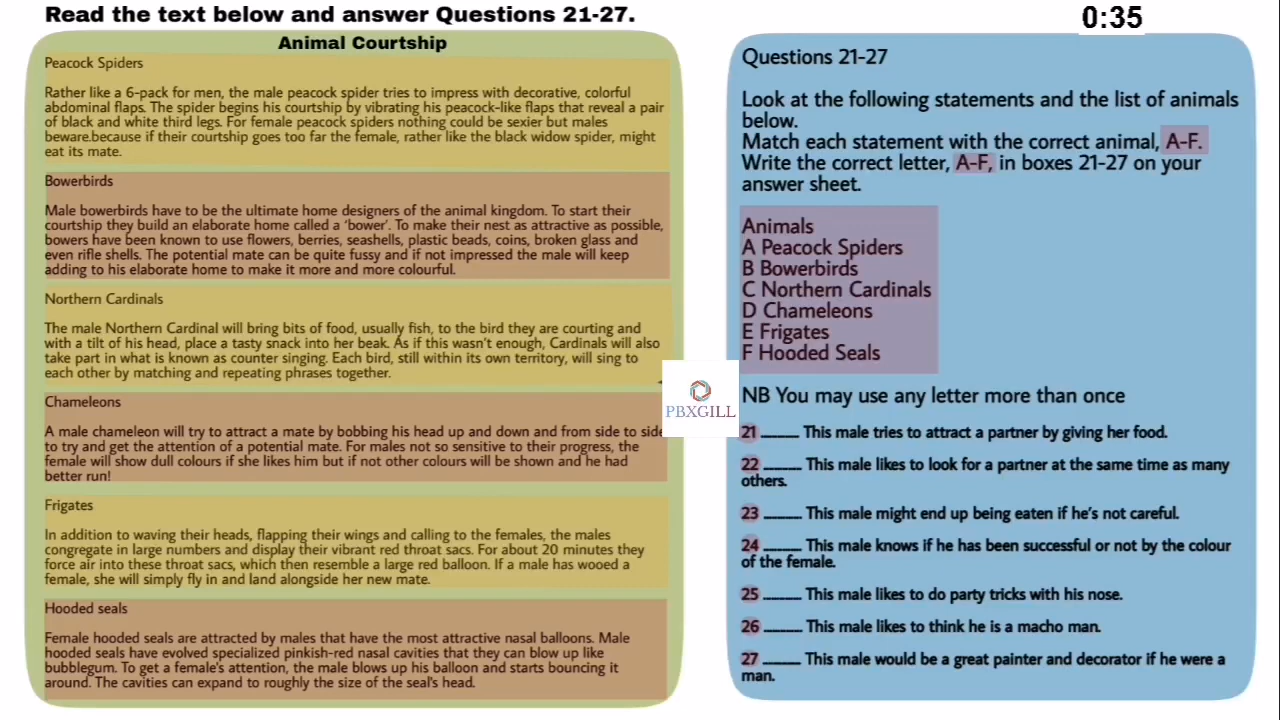 Read the text below and answer Questions 21-27.
0:35
Animal Courtship
Peacock Spiders
Rather like a 6-pack for men, the male peacock spider tries to impress with decorative, colorful
abdominal flaps. The spider begins his courtship by vibrating his peacock-like flaps that reveal a pair
of black and white third legs. For female peacock spiders nothing could be sexier but males
beware.because if their courtship goes too far the female, rather like the black widow spider, might
eat its mate.
Bowerbirds
Male bowerbirds have to be the ultimate home designers of the animal kingdom. To start their
courtship they build an elaborate home called a 'bower'. To make their nest as attractive as possible,
bowers have been known to use flowers, berries, seashells, plastic beads, coins, broken glass and
even rifle shells. The potential mate can be quite fussy and if not impressed the male will keep
adding to his elaborate home to make it more and more colourful.
Northern Cardinals
The male Northern Cardinal will bring bits of food, usually fish, to the bird they are courting and
with a tilt of his head, place a tasty snack into her beak. As if this wasn't enough, Cardinals will also
take part in what is known as counter singing. Each bird, still within its own territory, will sing to
each other by matching and repeating phrases together.
Chameleons
A male chameleon will try to attract a mate by bobbing his head up and down and from side to side
to try and get the attention of a potential mate. For males not so sensitive to their progress, the
female will show dull colours if she likes him but if not other colours will be shown and he had
better run!
Frigates
In addition to waving their heads, flapping their wings and calling to the females, the males
congregate in large numbers and display their vibrant red throat sacs. For about 20 minutes they
force air into these throat sacs, which then resemble a large red balloon. If a male has wooed a
female, she will simply fly in and land alongside her new mate.
Hooded seals
Female hooded seals are attracted by males that have the most attractive nasal balloons. Male
hooded seals have evolved specialized pinkish-red nasal cavities that they can blow up like
bubblegum. To get a female's attention, the male blows up his balloon and starts bouncing it
around. The cavities can expand to roughly the size of the seal's head.
PBXGILL
Questions 21-27
Look at the following statements and the list of animals
below.
Match each statement with the correct animal, A-F.
Write the correct letter, A-F, in boxes 21-27 on your
answer sheet.
Animals
A Peacock Spiders
B Bowerbirds
C Northern Cardinals
D Chameleons
E Frigates
F Hooded Seals
NB You may use any letter more than once
21 ______ This male tries to attract a partner by giving her food.
22 ______ This male likes to look for a partner at the same time as many
others.
23 ______ This male might end up being eaten if he's not careful.
24 ______ This male knows if he has been successful or not by the colour
of the female.
25 ______ This male likes to do party tricks with his nose.
26 ______ This male likes to think he is a macho man.
27 ______ This male would be a great painter and decorator if he were a
man.